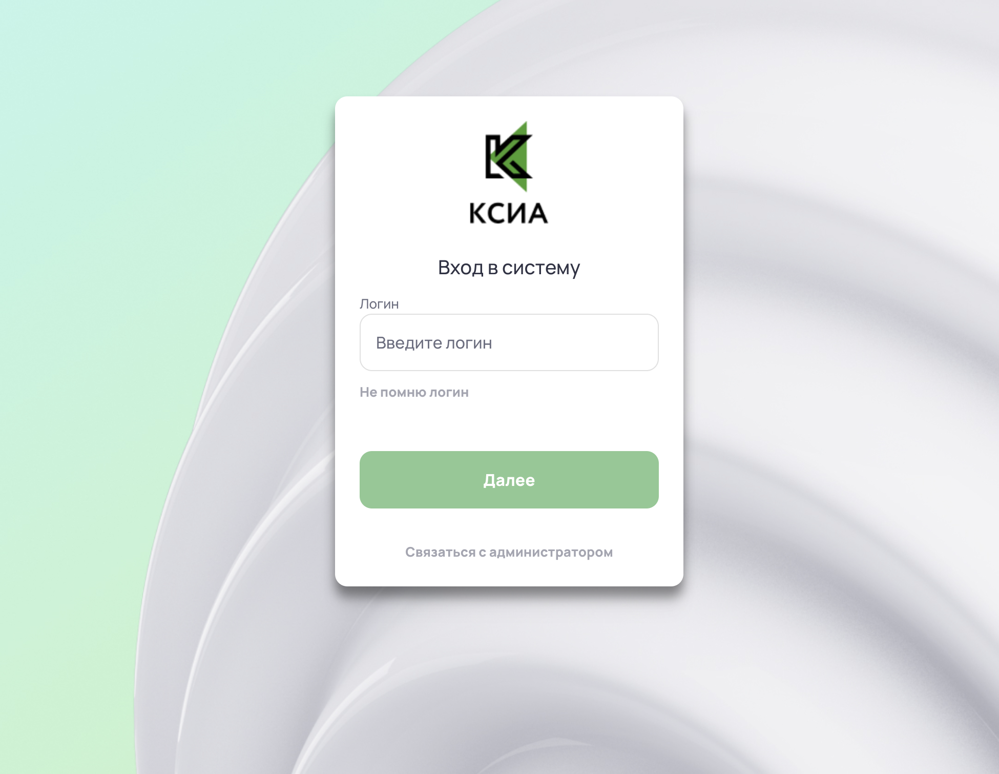 КСИА
Вход в систему
Логин
Введите логин
Не помню логин
Далее
Связаться с администратором